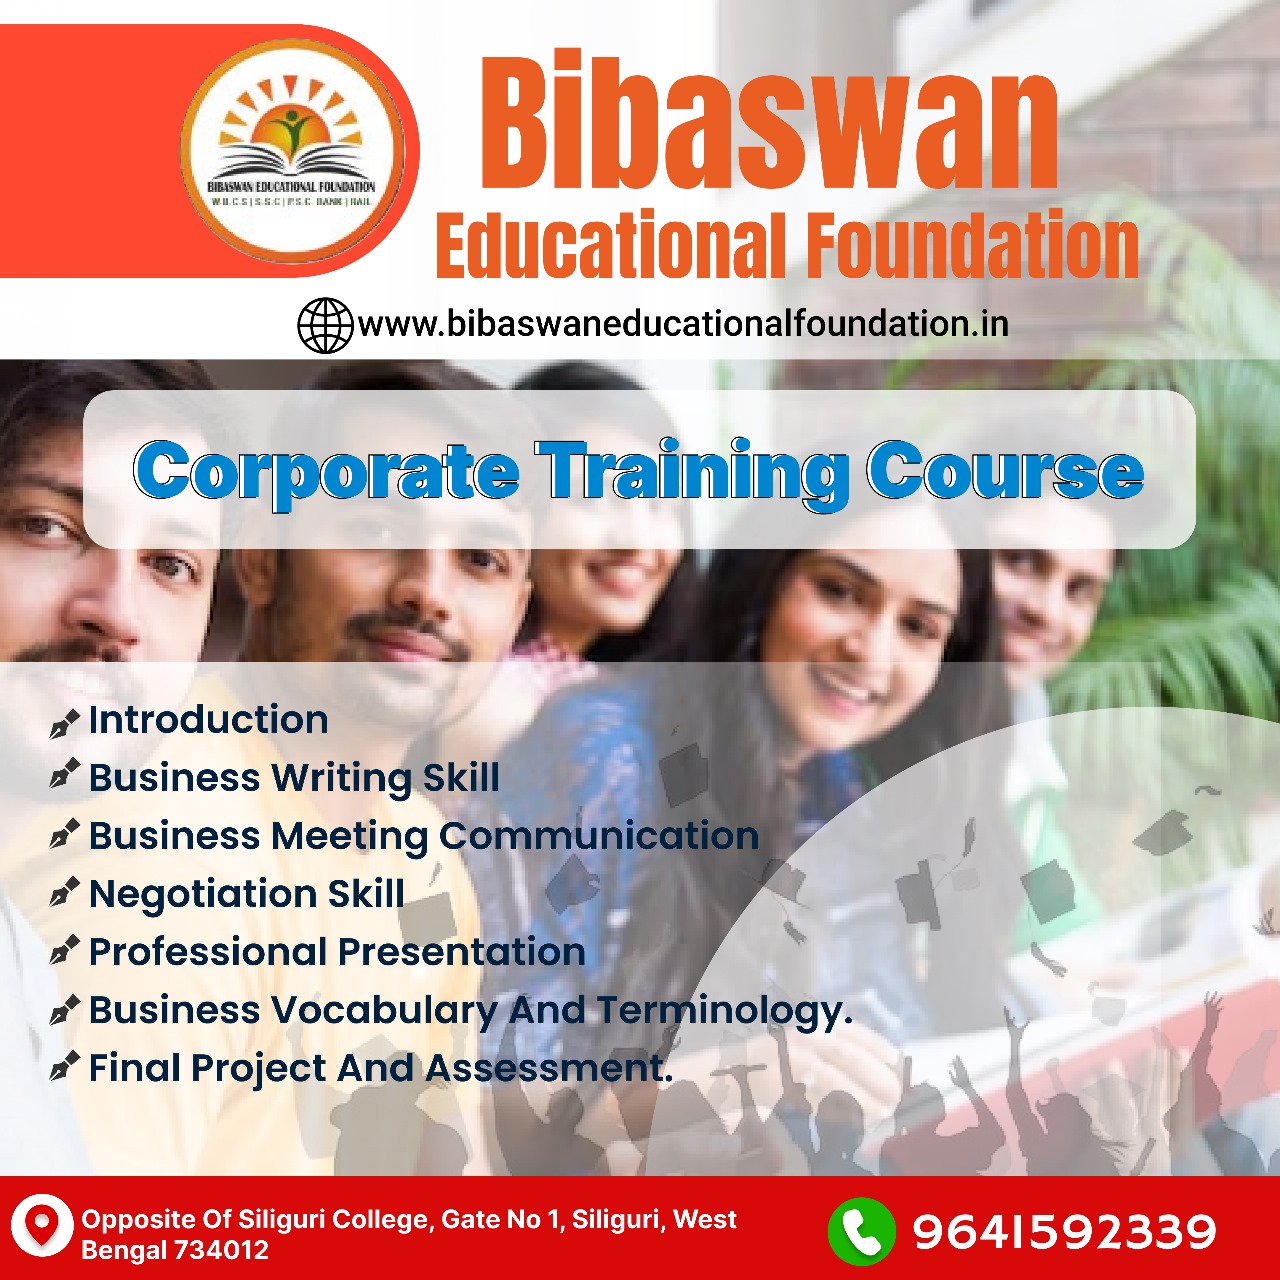 BIBASWAN EDUCATIONAL FOUNDATION
W.B.C.S | S.S.C | P.S.C. BANK | RAIL
Bibaswan
Educational Foundation
www.bibaswaneducationalfoundation.in
Corporate Training Course
Introduction
Business Writing Skill
Business Meeting Communication
Negotiation Skill
Professional Presentation
Business Vocabulary And Terminology.
Final Project And Assessment.
Opposite Of Siliguri College, Gate No 1, Siliguri, West
Bengal 734012
9641592339